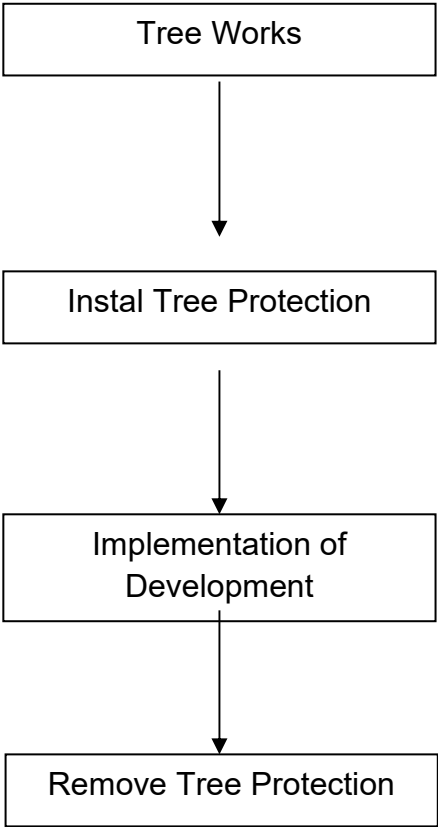 Tree Works
Instal Tree Protection
Implementation of
Development
Remove Tree Protection